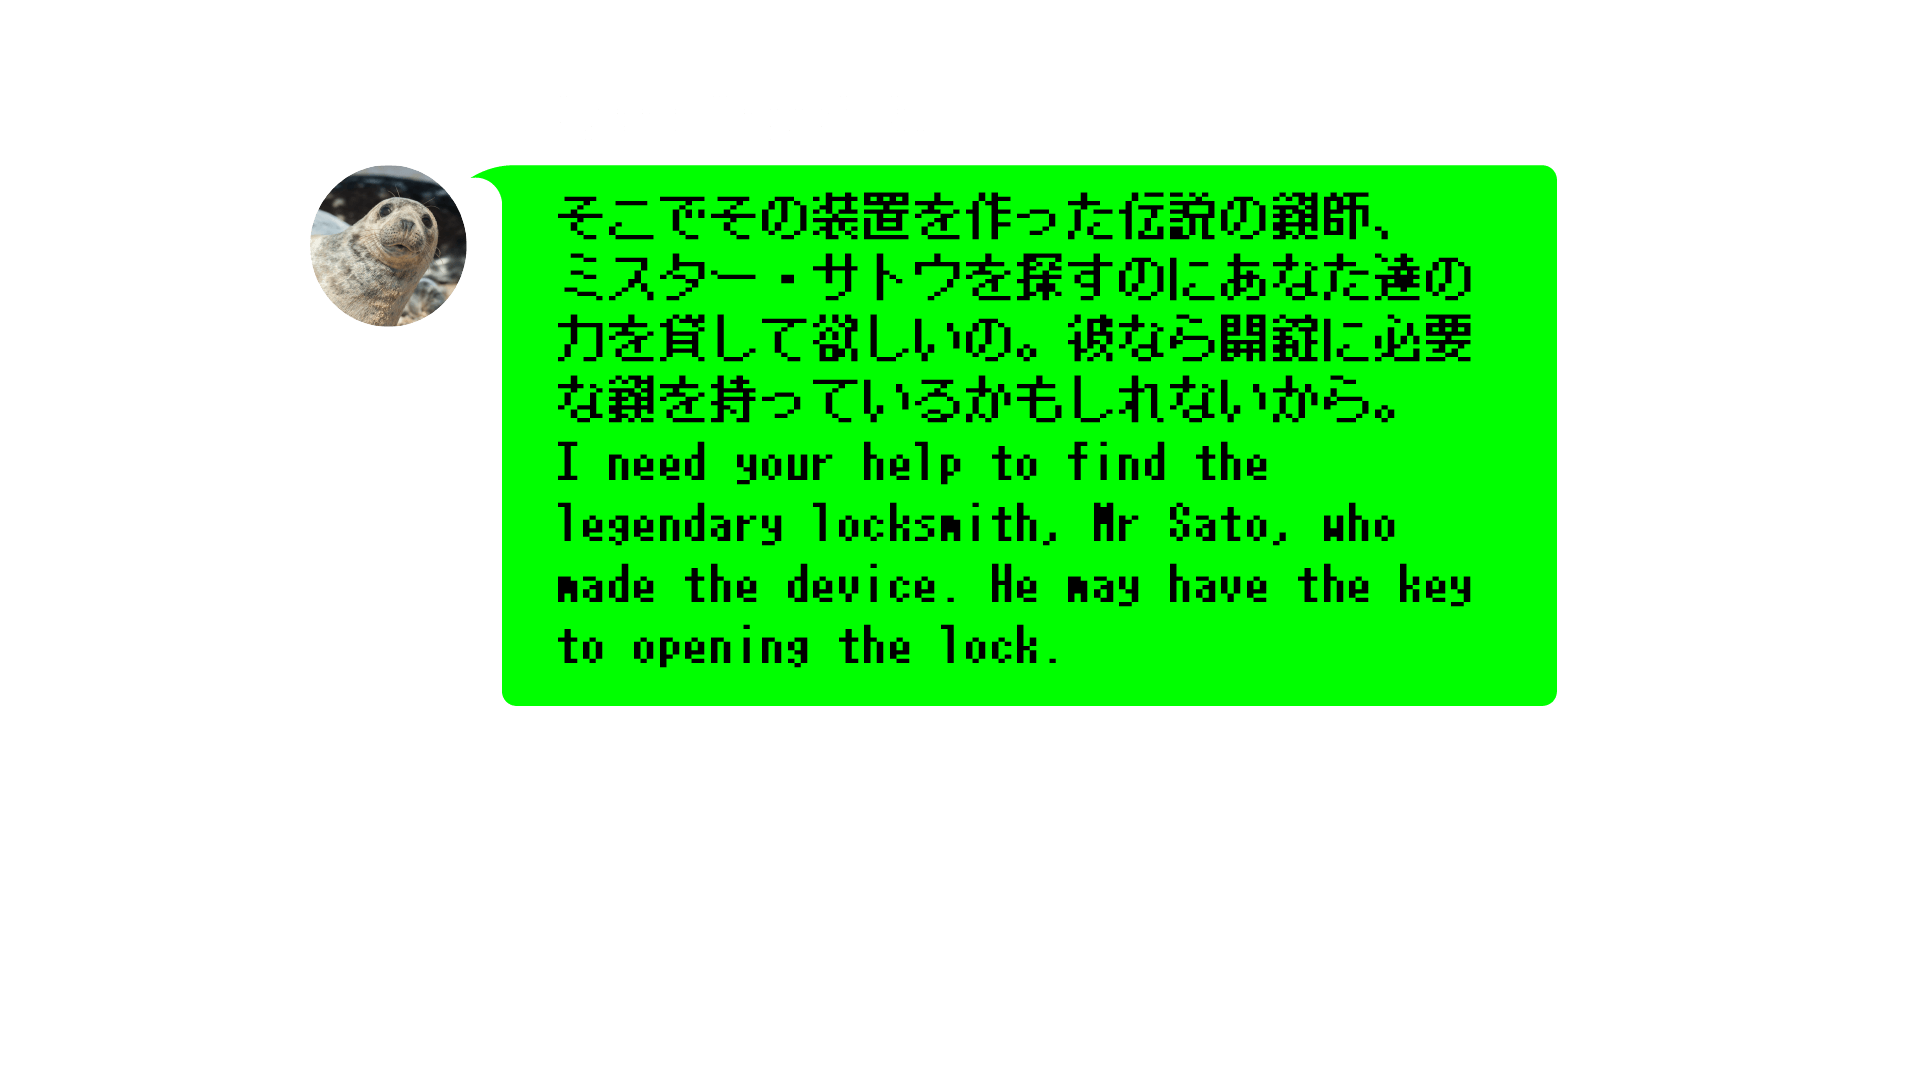 そこでその装置を作った伝説の鍵師、
ミスター・サトウを探すのにあなた達の
力を貸して欲しいの。彼なら開錠に必要
な鍵を持っているかもしれないから。
I need your help to find the
legendary locksmith, Mr Sato, who
made the device. He may have the key
to opening the lock.